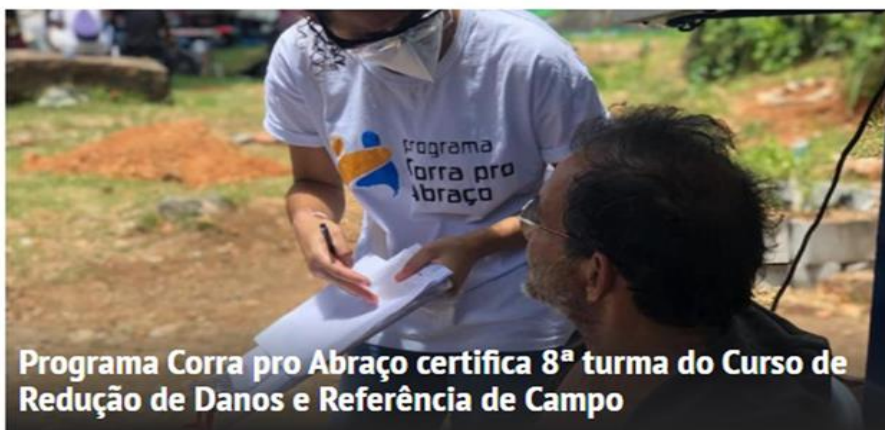 Programa
Corra pro
Abraço
Programa Corra pro Abraço certifica 8ª turma do Curso de
Redução de Danos e Referência de Campo